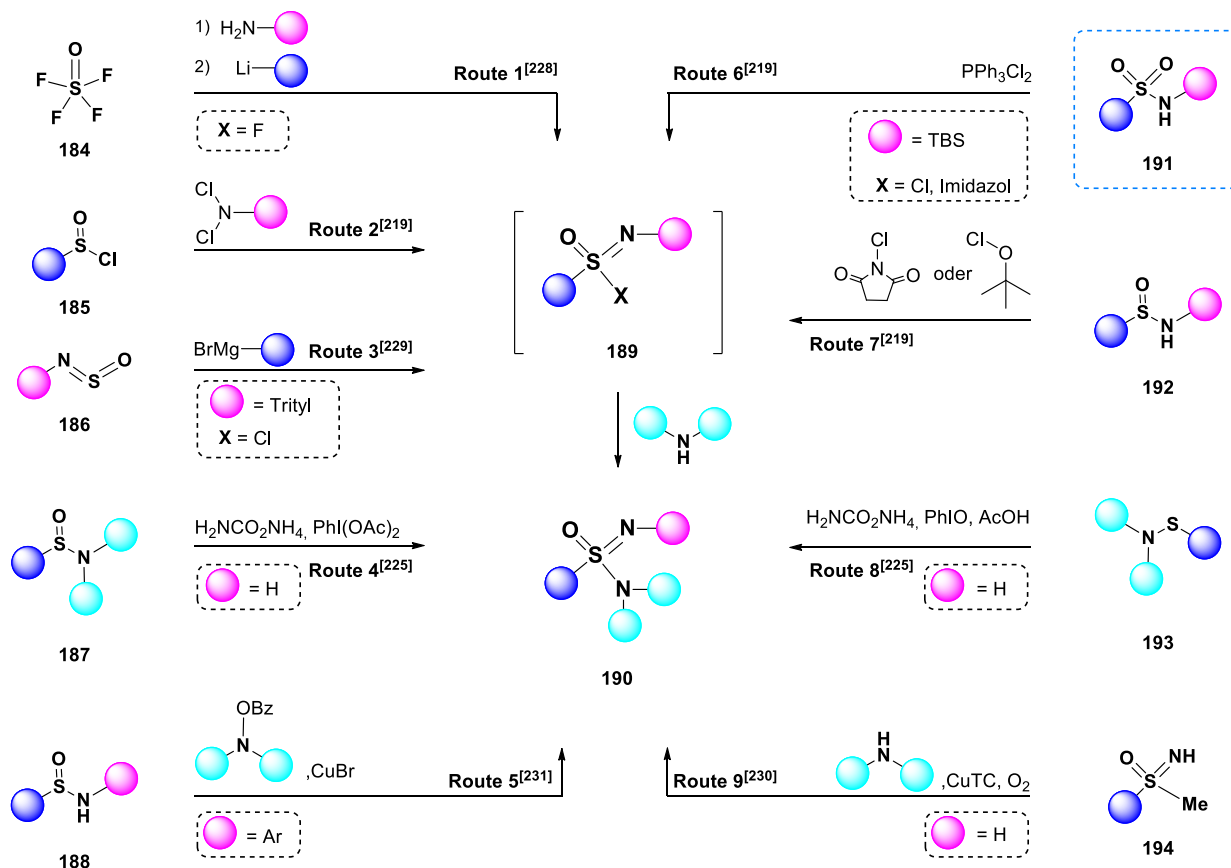 O
F
S
F
F
F
184
1) H₂N
2) Li
Route 1[228]
X = F
Route 6[219]
PPh₃Cl₂
= TBS
X = Cl, Imidazol
O O
S
N
H
191
O
S
Cl
185
Cl
N
Cl
Route 2[219]
O
N
S
X
189
Cl
N
O
O
oder
Cl
O
Route 7[219]
O
S
N
H
192
N
S
O
186
BrMg
Route 3[229]
= Trityl
X = Cl
N
H
O
S
N
187
H₂NCO₂NH₄, PhI(OAc)₂
Route 4[225]
= H
O
N
S
N
190
H₂NCO₂NH₄, PhIO, AcOH
Route 8[225]
= H
S
N
193
O
S
N
H
188
OBz
N
,CuBr
Route 5[231]
= Ar
H
N
,CuTC, O₂
Route 9[230]
= H
O
NH
S
Me
194